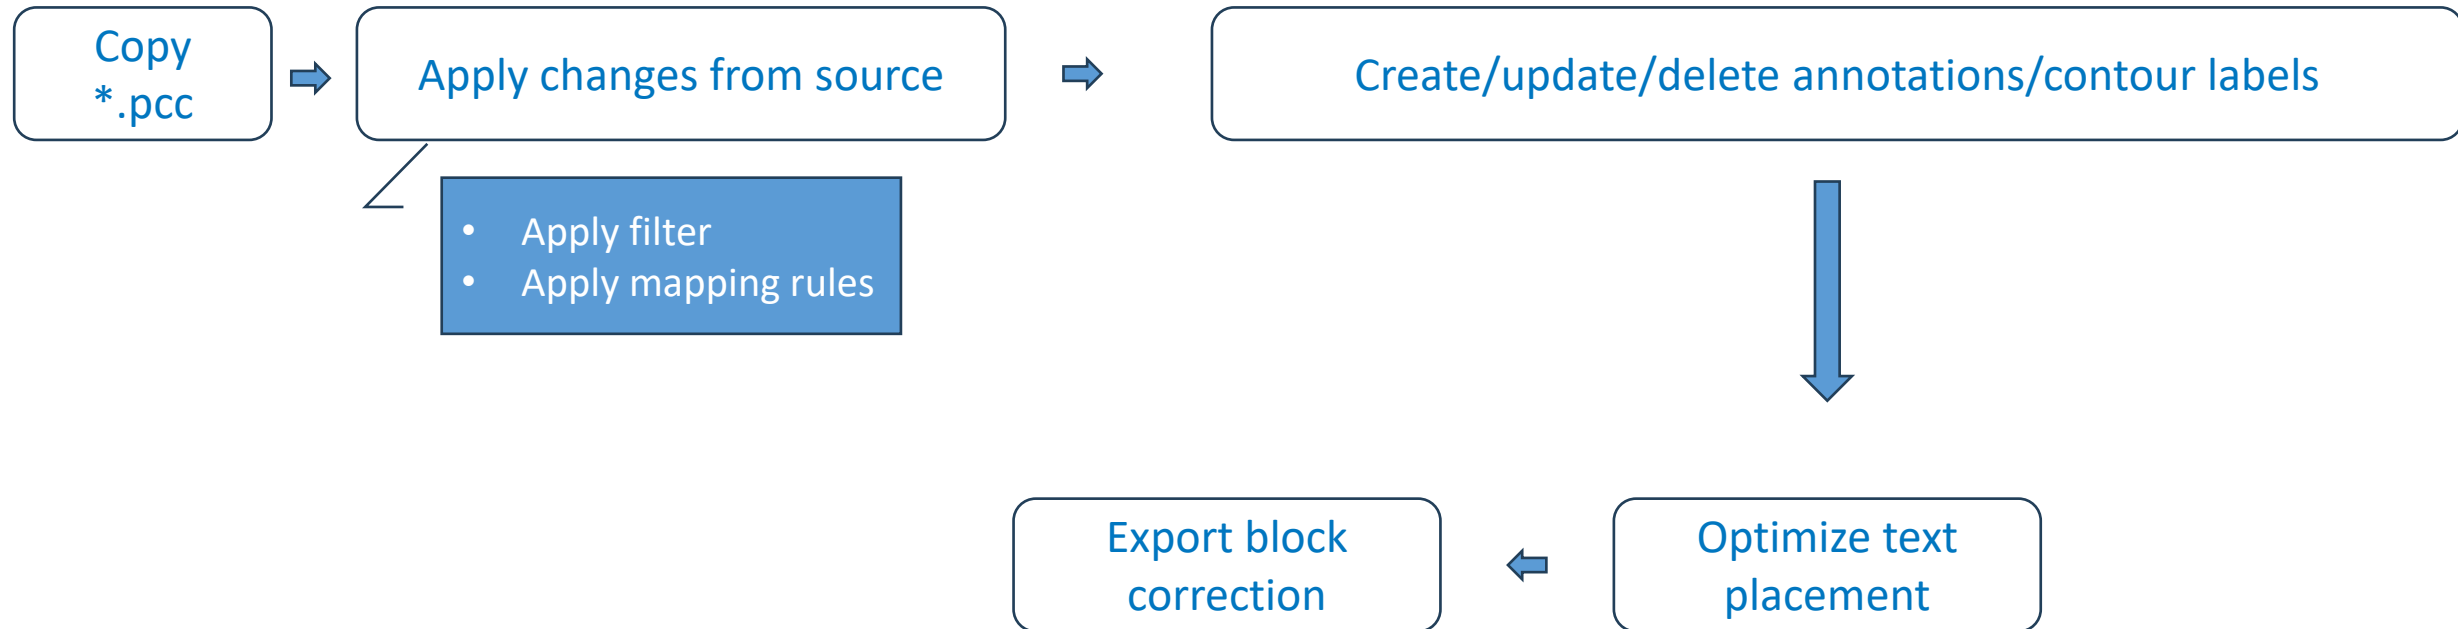 Copy
*.pcc
Apply changes from source
Create/update/delete annotations/contour labels
• Apply filter
• Apply mapping rules
Optimize text
placement
Export block
correction